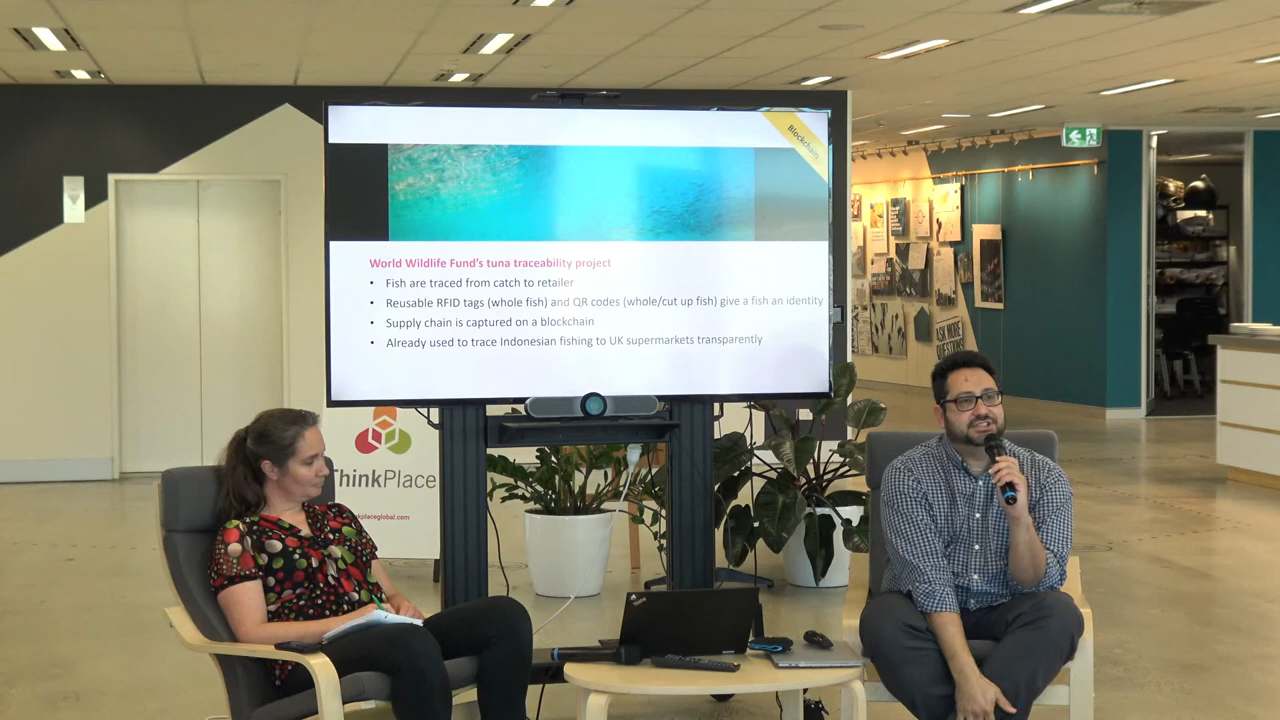 Blockchain
World Wildlife Fund's tuna traceability project
• Fish are traced from catch to retailer
• Reusable RFID tags (whole fish) and QR codes (whole/cut up fish) give a fish an identity
• Supply chain is captured on a blockchain
• Already used to trace Indonesian fishing to UK supermarkets transparently
ASK MORE
QUESTIONS
ThinkPlace
nkplaceglobal.com